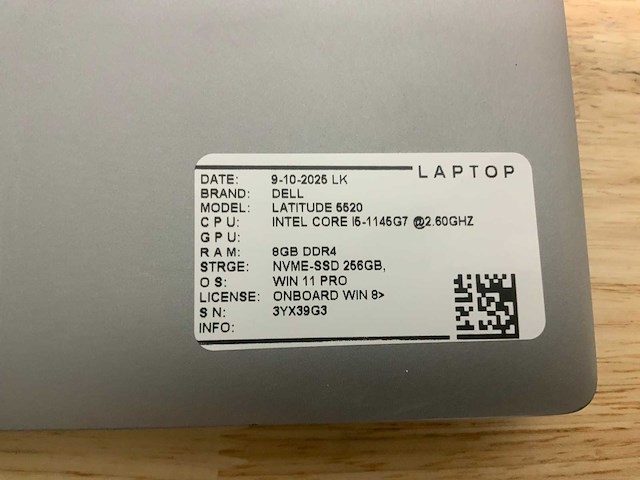 LAPTOP
DATE: 9-10-2025 LK
BRAND: DELL
MODEL: LATITUDE 5520
CPU: INTEL CORE I5-1145G7 @2.60GHZ
GPU:
RAM: 8GB DDR4
STRGE: NVME-SSD 256GB,
OS: WIN 11 PRO
LICENSE: ONBOARD WIN 8>
SN: 3YX39G3
INFO: